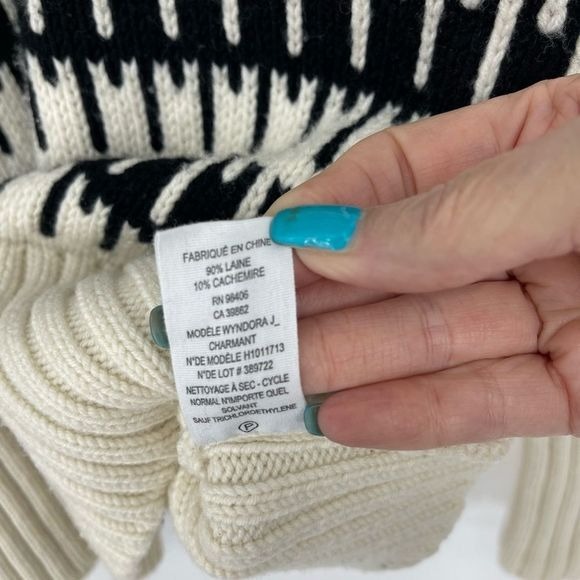 FABRIQUÉ EN CHINE
90% LAINE
10% CACHEMIRE
RN 98406
CA 39862
MODÈLE WYNDORA J_
CHARMANT
N°DE MODÈLE H1011713
N°DE LOT # 389722
NETTOYAGE À SEC - CYCLE
NORMAL N'IMPORTE QUEL
SOLVANT
SAUF TRICHLOROETHYLENE
P